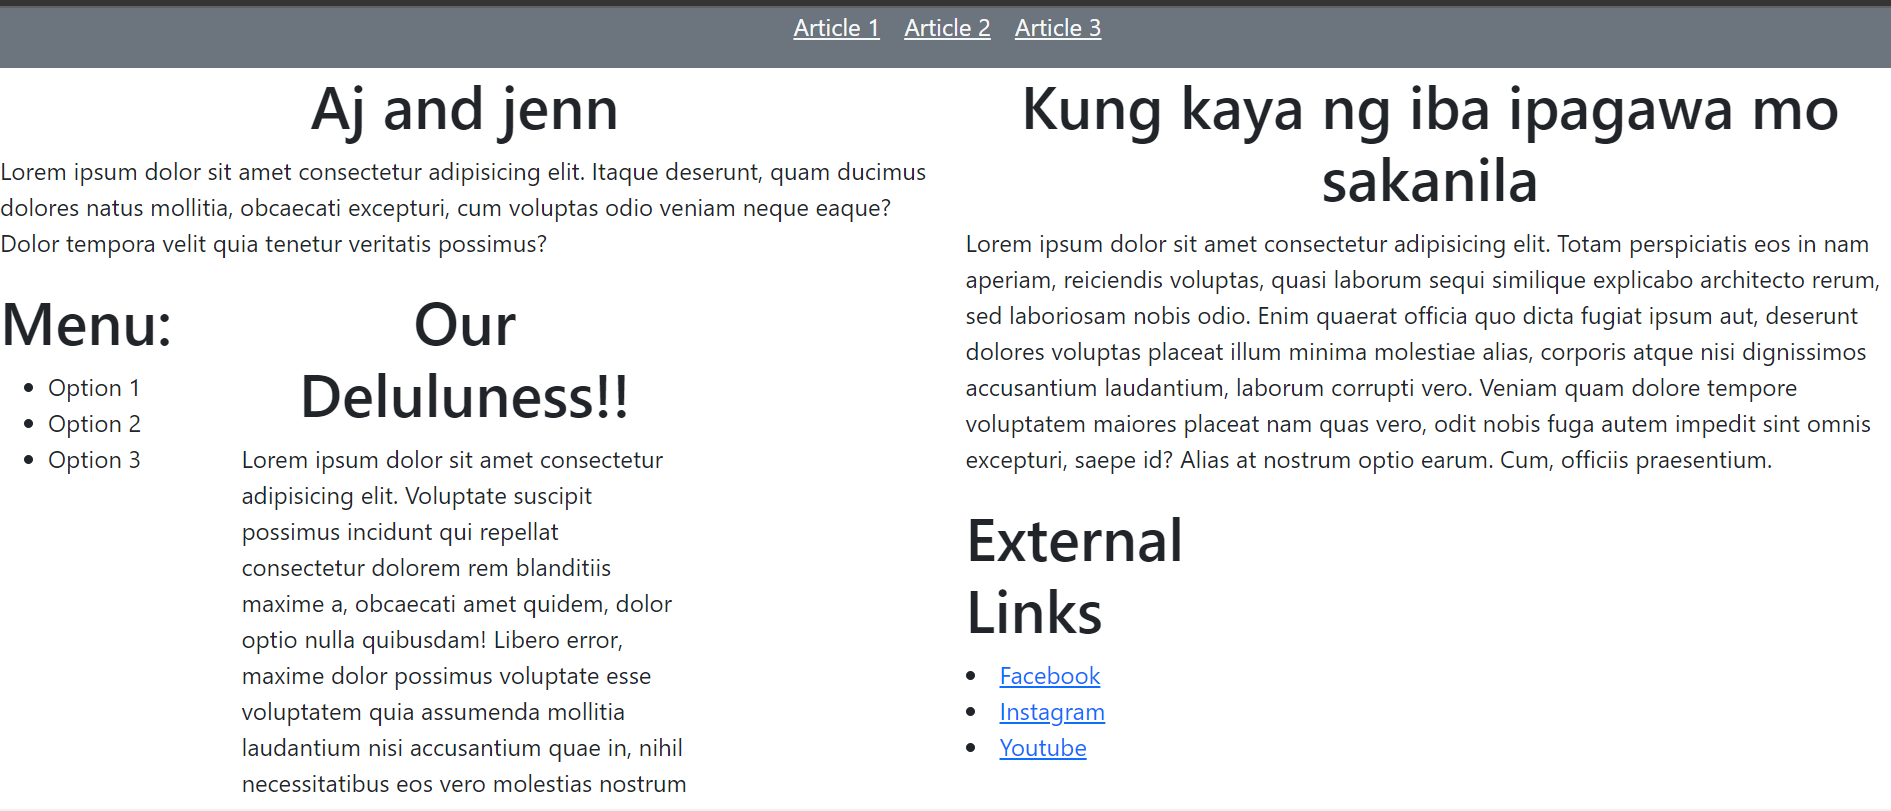 Article 1 Article 2 Article 3
Aj and jenn
Lorem ipsum dolor sit amet consectetur adipisicing elit. Itaque deserunt, quam ducimus
dolores natus mollitia, obcaecati excepturi, cum voluptas odio veniam neque eaque?
Dolor tempora velit quia tenetur veritatis possimus?
Kung kaya ng iba ipagawa mo
sakanila
Lorem ipsum dolor sit amet consectetur adipisicing elit. Totam perspiciatis eos in nam
aperiam, reiciendis voluptas, quasi laborum sequi similique explicabo architecto rerum,
sed laboriosam nobis odio. Enim quaerat officia quo dicta fugiat ipsum aut, deserunt
dolores voluptas placeat illum minima molestiae alias, corporis atque nisi dignissimos
accusantium laudantium, laborum corrupti vero. Veniam quam dolore tempore
voluptatem maiores placeat nam quas vero, odit nobis fuga autem impedit sint omnis
excepturi, saepe id? Alias at nostrum optio earum. Cum, officiis praesentium.
Menu:
Option 1
Option 2
Option 3
Our
Deluluness!!
Lorem ipsum dolor sit amet consectetur
adipisicing elit. Voluptate suscipit
possimus incidunt qui repellat
consectetur dolorem rem blanditiis
maxime a, obcaecati amet quidem, dolor
optio nulla quibusdam! Libero error,
maxime dolor possimus voluptate esse
voluptatem quia assumenda mollitia
laudantium nisi accusantium quae in, nihil
necessitatibus eos vero molestias nostrum
External
Links
Facebook
Instagram
Youtube